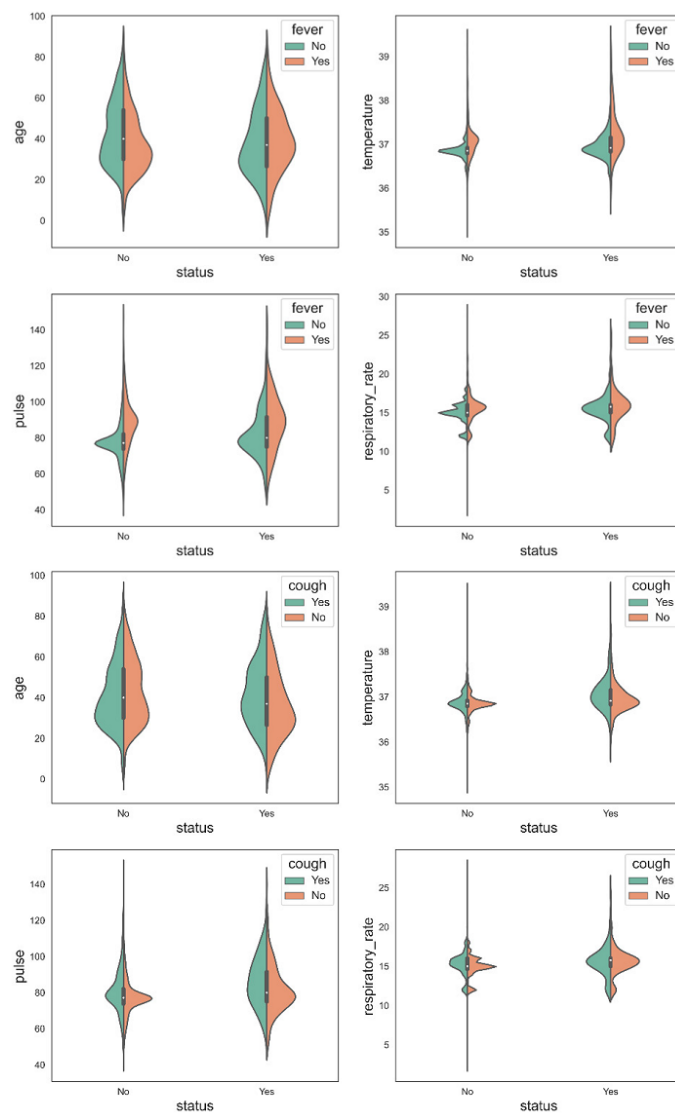 fever
No
Yes
age
100
80
60
40
20
0
No
Yes
status
fever
No
Yes
temperature
39
38
37
36
35
No
Yes
status
fever
No
Yes
pulse
140
120
100
80
60
40
No
Yes
status
fever
No
Yes
respiratory_rate
30
25
20
15
10
5
No
Yes
status
cough
Yes
No
age
100
80
60
40
20
0
No
Yes
status
cough
Yes
No
temperature
39
38
37
36
35
No
Yes
status
cough
Yes
No
pulse
140
120
100
80
60
40
No
Yes
status
cough
Yes
No
respiratory_rate
25
20
15
10
5
No
Yes
status